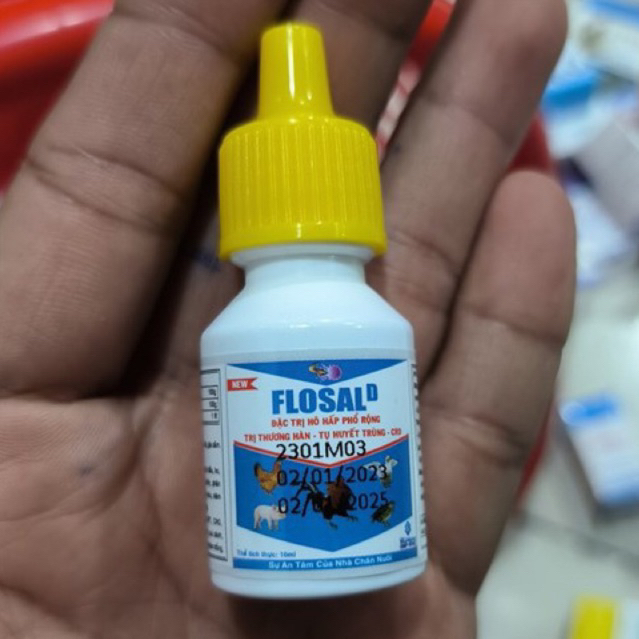 NEW
FLOSAL D
ĐẶC TRỊ HÔ HẤP PHỔ RỘNG
TRỊ THƯƠNG HÀN - TỤ HUYẾT TRÙNG - CRD
2301M03
02/01/2023
02/01/2025
Thể tích thực: 10ml
Sự An Tâm Của Nhà Chăn Nuôi